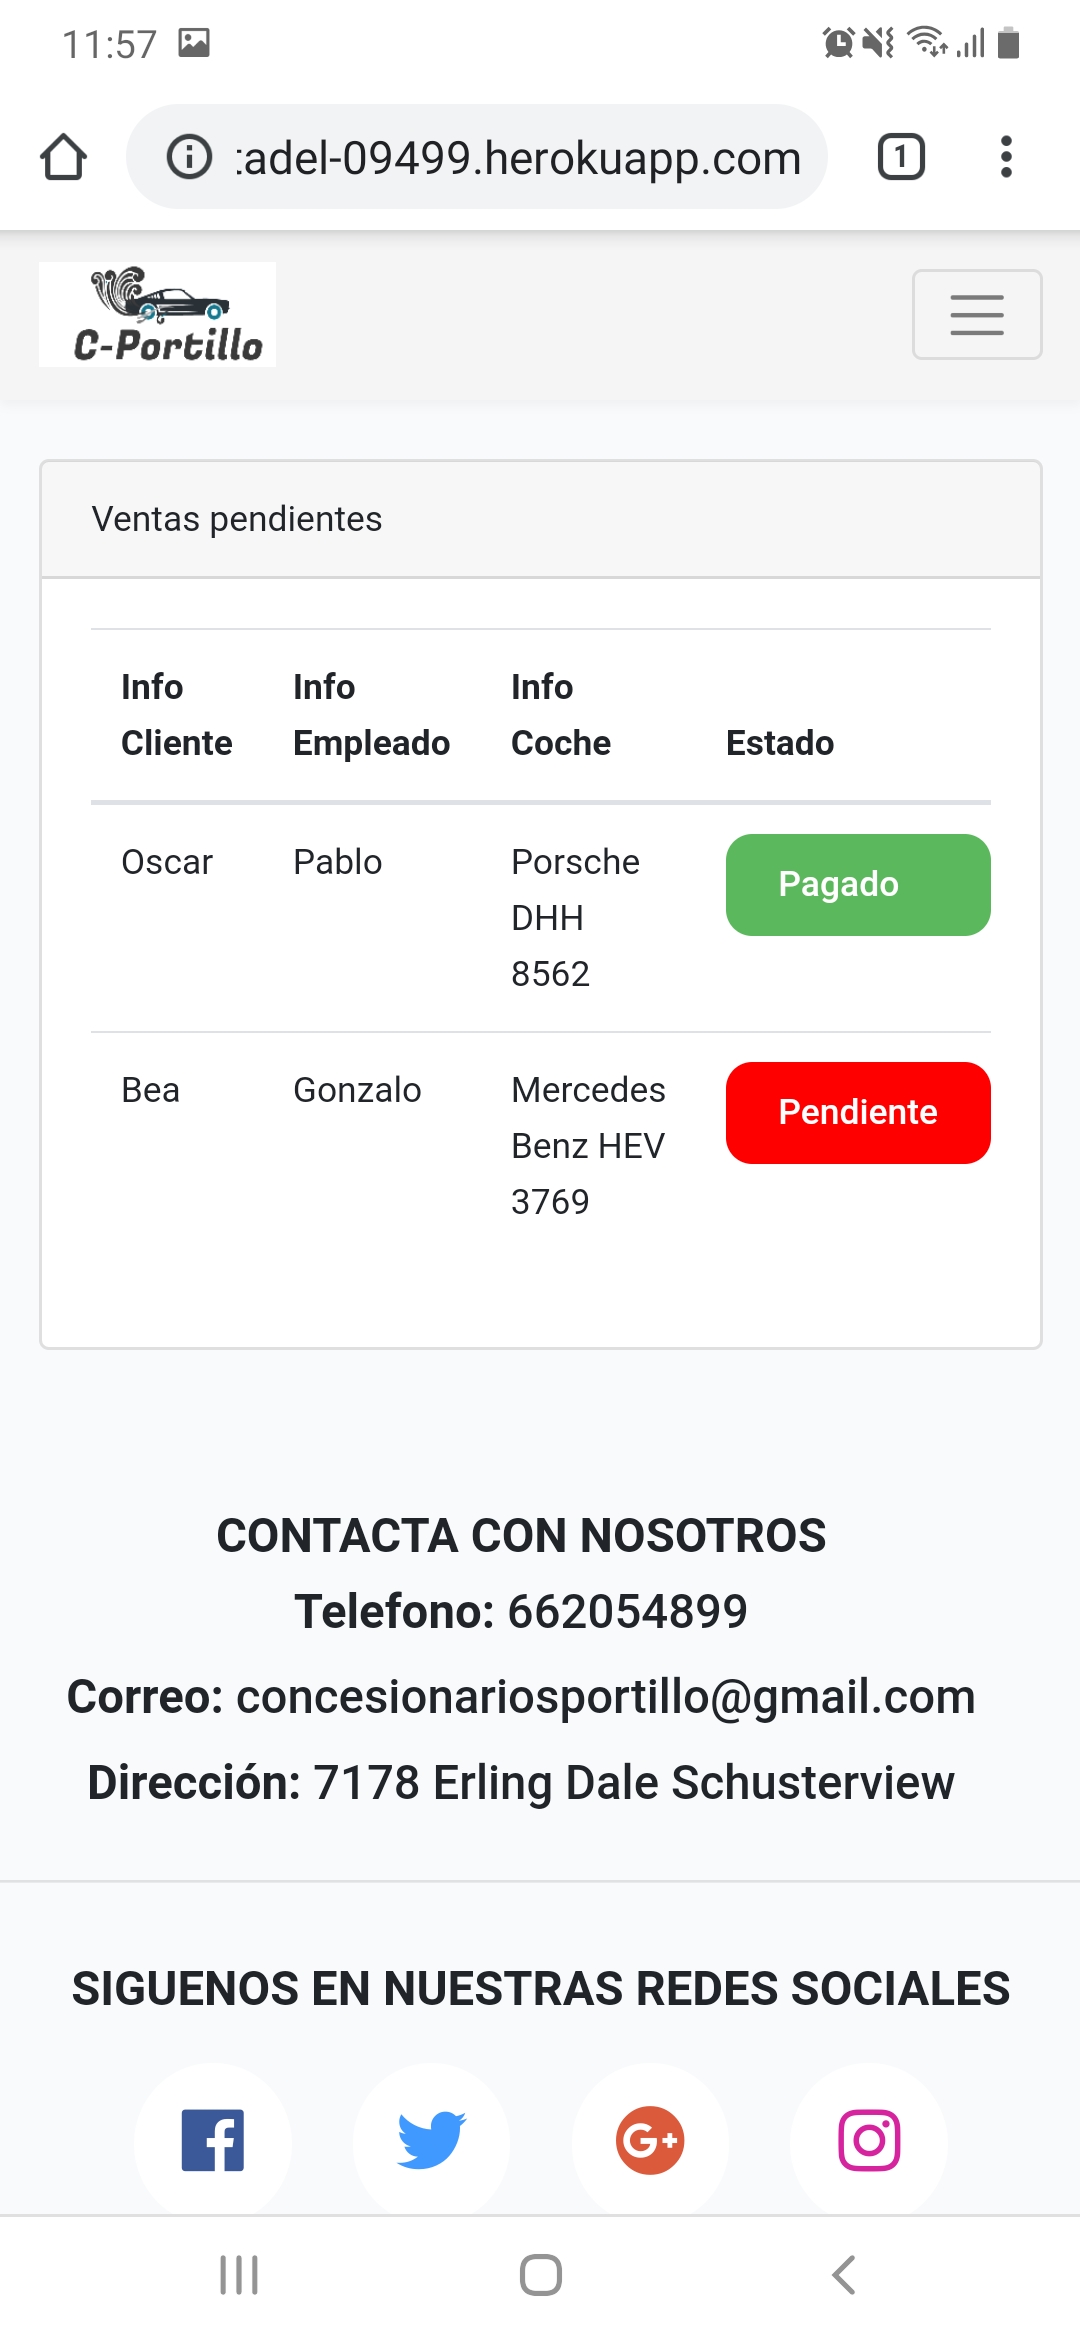 11:57
:adel-09499.herokuapp.com
1
C-Portillo
Ventas pendientes
Info Cliente
Info Empleado
Info Coche
Estado
Oscar
Pablo
Porsche
DHH
8562
Pagado
Bea
Gonzalo
Mercedes
Benz HEV
3769
Pendiente
CONTACTA CON NOSOTROS
Telefono: 662054899
Correo: concesionariosportillo@gmail.com
Dirección: 7178 Erling Dale Schusterview
SIGUENOS EN NUESTRAS REDES SOCIALES